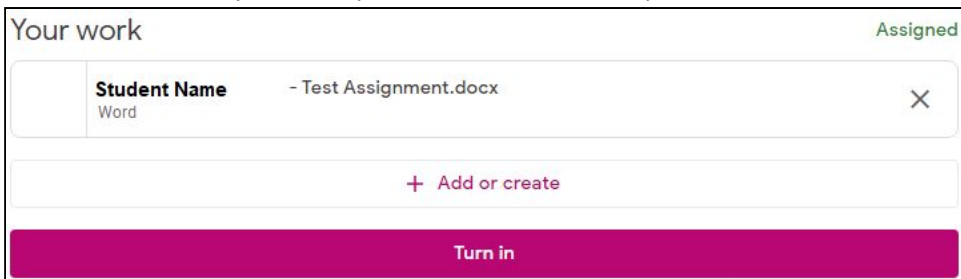 Your work Assigned
Student Name - Test Assignment.docx
Word
+ Add or create
Turn in